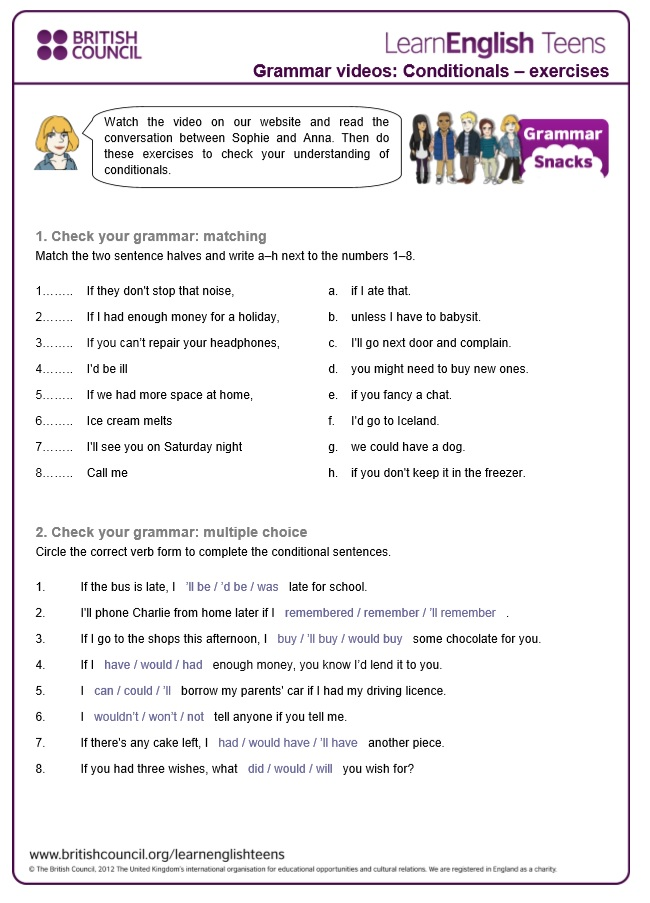 BRITISH
COUNCIL
LearnEnglish Teens
Grammar videos: Conditionals – exercises
Watch the video on our website and read the
conversation between Sophie and Anna. Then do
these exercises to check your understanding of
conditionals.
Grammar
Snacks
1. Check your grammar: matching
Match the two sentence halves and write a–h next to the numbers 1–8.
1…….. If they don't stop that noise, a. if I ate that.
2…….. If I had enough money for a holiday, b. unless I have to babysit.
3…….. If you can't repair your headphones, c. I'll go next door and complain.
4…….. I'd be ill d. you might need to buy new ones.
5…….. If we had more space at home, e. if you fancy a chat.
6…….. Ice cream melts f. I'd go to Iceland.
7…….. I'll see you on Saturday night g. we could have a dog.
8…….. Call me h. if you don't keep it in the freezer.
2. Check your grammar: multiple choice
Circle the correct verb form to complete the conditional sentences.
1. If the bus is late, I 'll be / 'd be / was late for school.
2. I'll phone Charlie from home later if I remembered / remember / 'll remember .
3. If I go to the shops this afternoon, I buy / 'll buy / would buy some chocolate for you.
4. If I have / would / had enough money, you know I'd lend it to you.
5. I can / could / 'll borrow my parents' car if I had my driving licence.
6. I wouldn't / won't / not tell anyone if you tell me.
7. If there's any cake left, I had / would have / 'll have another piece.
8. If you had three wishes, what did / would / will you wish for?
www.britishcouncil.org/learnenglishteens
© The British Council, 2012 The United Kingdom's international organisation for educational opportunities and cultural relations. We are registered in England as a charity.